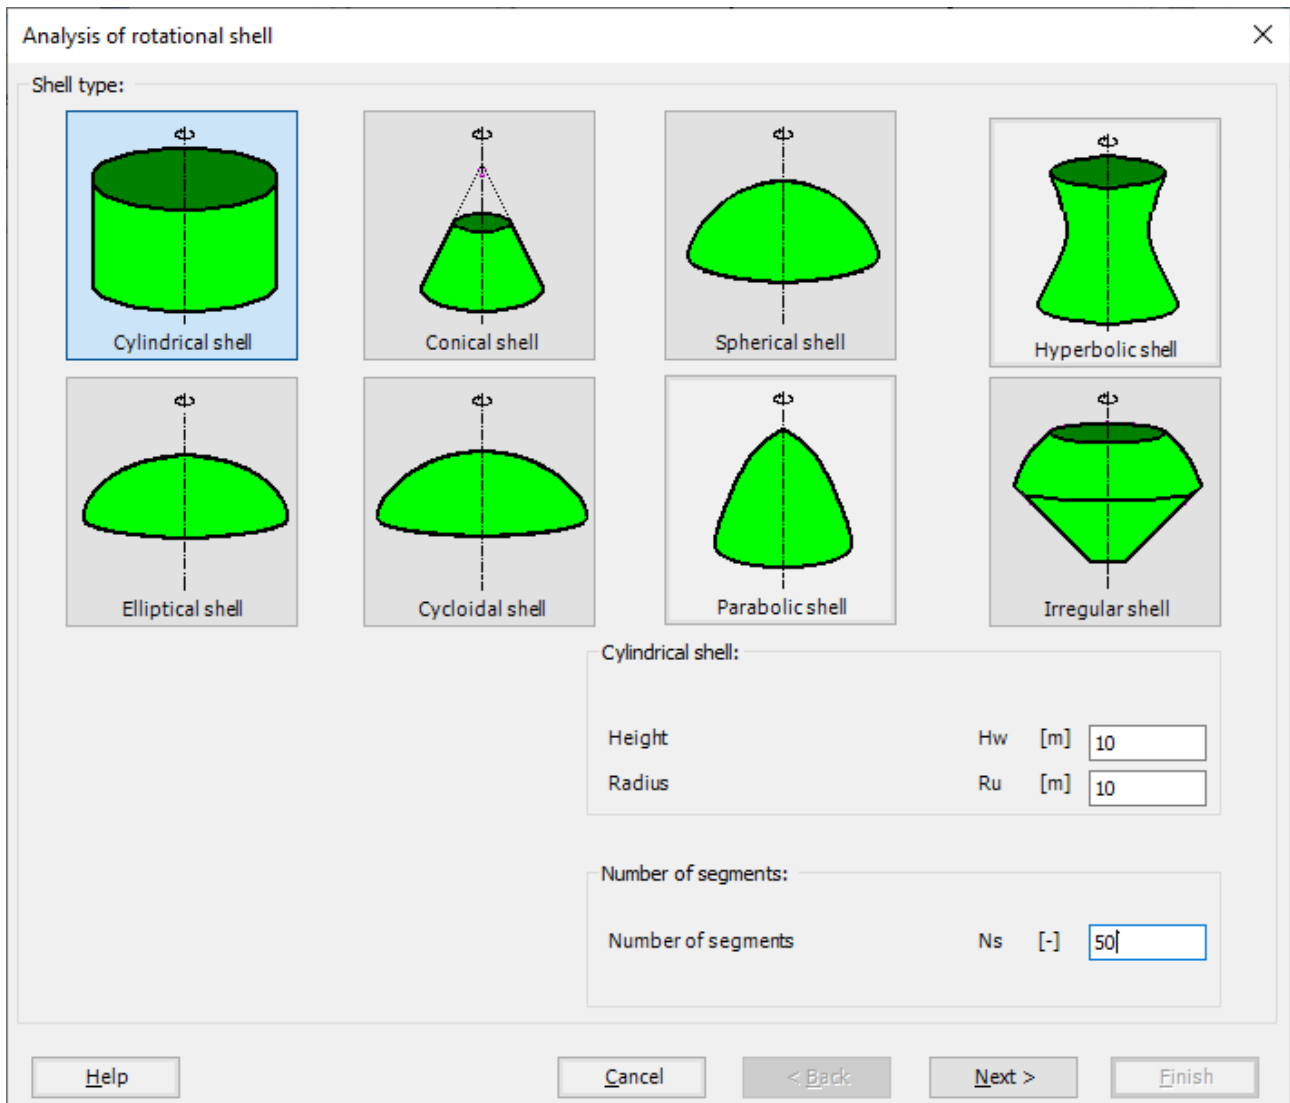 Analysis of rotational shell
Shell type:
Cylindrical shell
Conical shell
Spherical shell
Hyperbolic shell
Elliptical shell
Cycloidal shell
Parabolic shell
Irregular shell
Cylindrical shell:
Height Hw [m] 10
Radius Ru [m] 10
Number of segments:
Number of segments Ns [-] 50
Help Cancel < Back Next > Finish